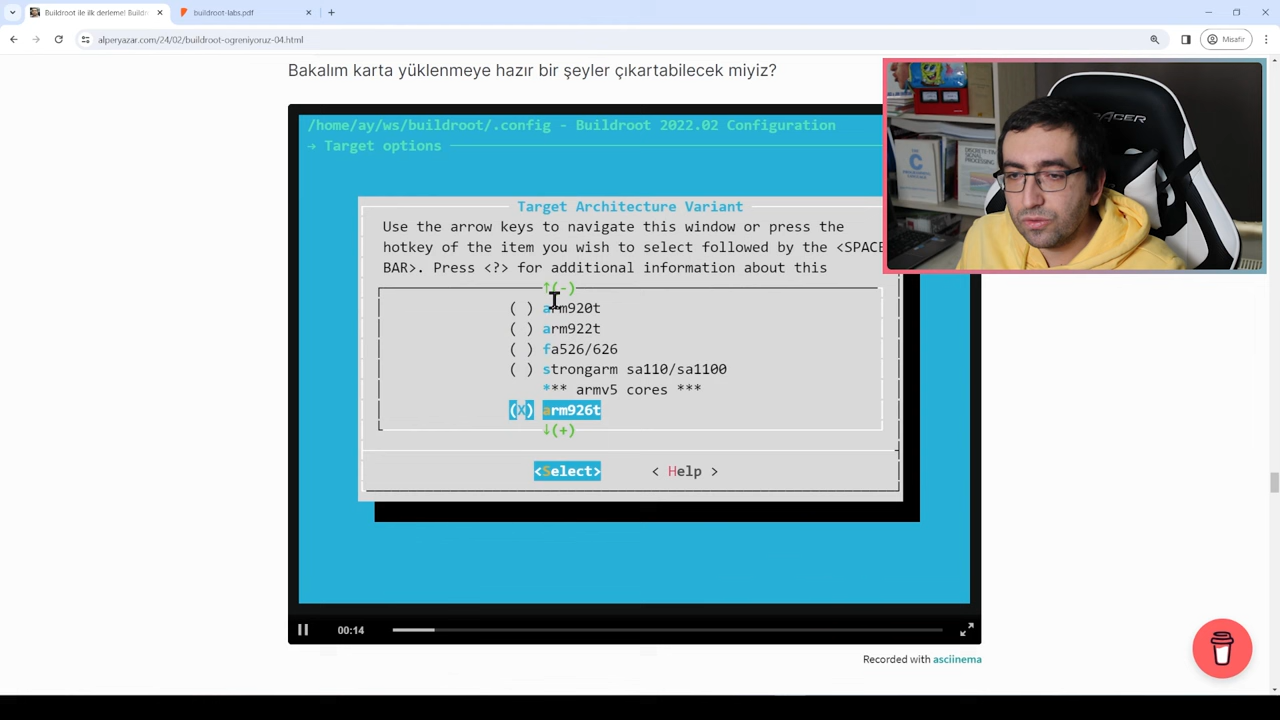 Buildroot ile ilk derleme! Buildr
buildroot-labs.pdf
alperyazar.com/24/02/buildroot-ogreniyoruz-04.html
Misafir
Bakalım karta yüklenmeye hazır bir şeyler çıkartabilecek miyiz?
/home/ay/ws/buildroot/.config - Buildroot 2022.02 Configuration
→ Target options
Target Architecture Variant
Use the arrow keys to navigate this window or press the
hotkey of the item you wish to select followed by the <SPACE
BAR>. Press <?> for additional information about this
↑(-)
( ) arm920t
( ) arm922t
( ) fa526/626
( ) strongarm sa110/sa1100
*** armv5 cores ***
(X) arm926t
↓(+)
<Select> < Help >
00:14
Recorded with asciinema